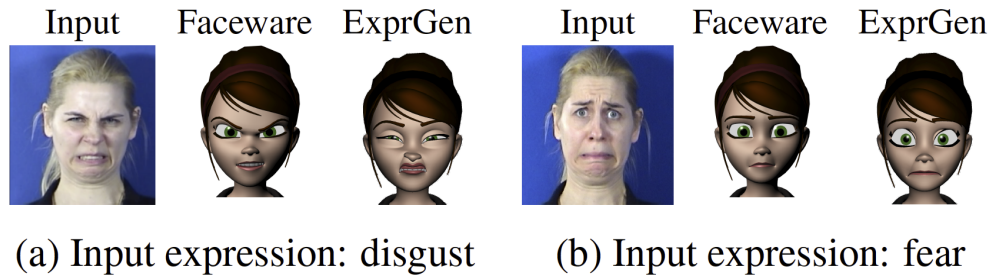 Input Faceware ExprGen Input Faceware ExprGen
(a) Input expression: disgust (b) Input expression: fear